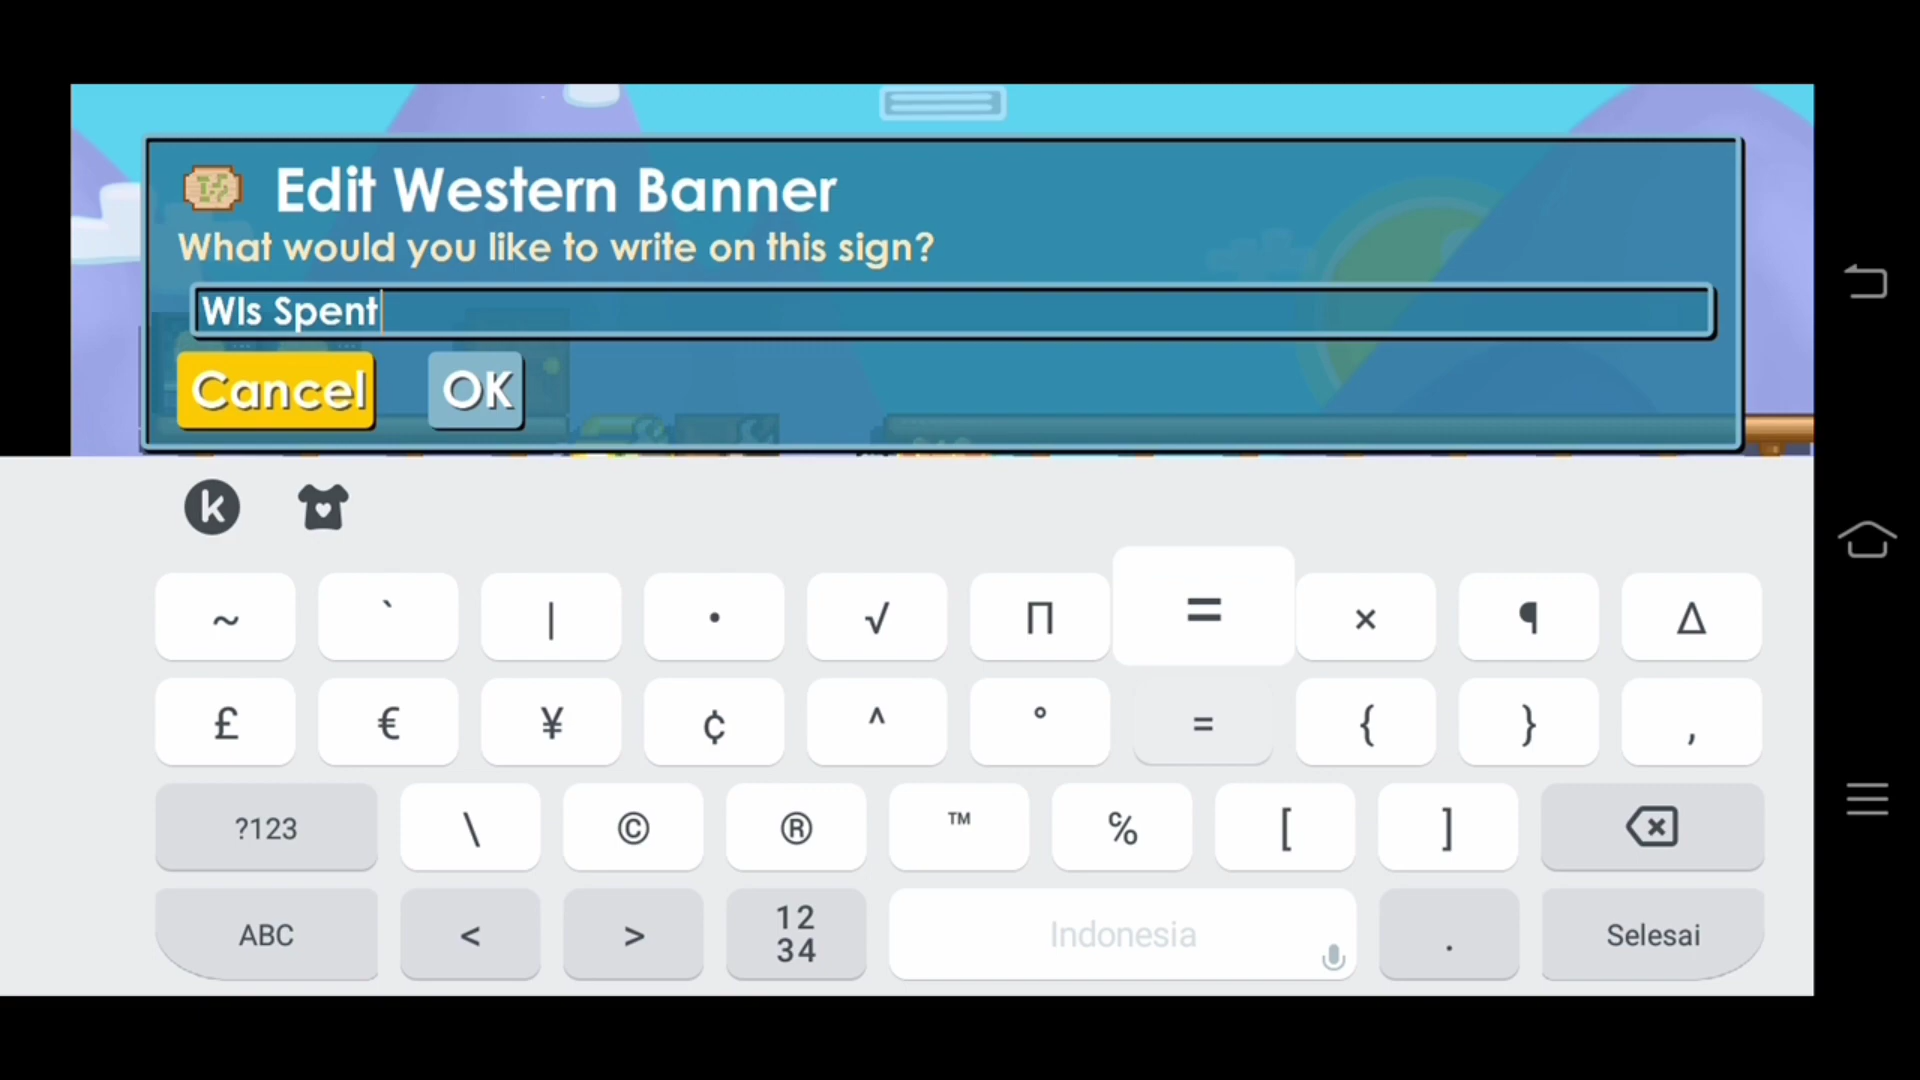 Edit Western Banner
What would you like to write on this sign?
Wls Spent
Cancel OK
k
~ ` | • √ Π = × ¶ Δ
£ € ¥ ¢ ^ ° = { } ,
?123 \ © ® ™ ℅ [ ]
ABC < > 12 34 Indonesia . Selesai